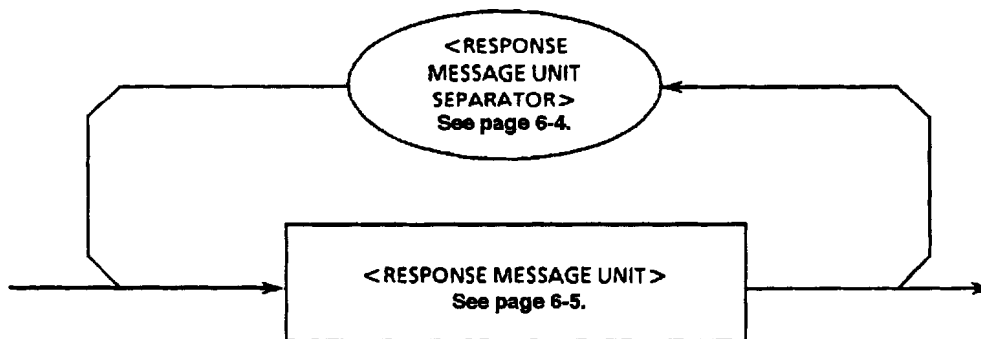 <RESPONSE
MESSAGE UNIT
SEPARATOR>
See page 6-4.
<RESPONSE MESSAGE UNIT>
See page 6-5.